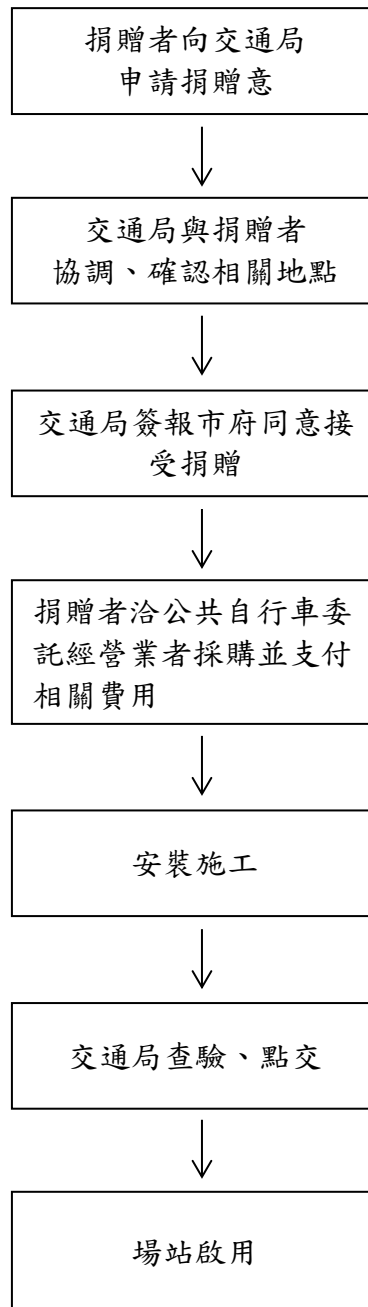 捐贈者向交通局
申請捐贈意
交通局與捐贈者
協調、確認相關地點
交通局簽報市府同意接
受捐贈
捐贈者洽公共自行車委
託經營業者採購並支付
相關費用
安裝施工
交通局查驗、點交
場站啟用